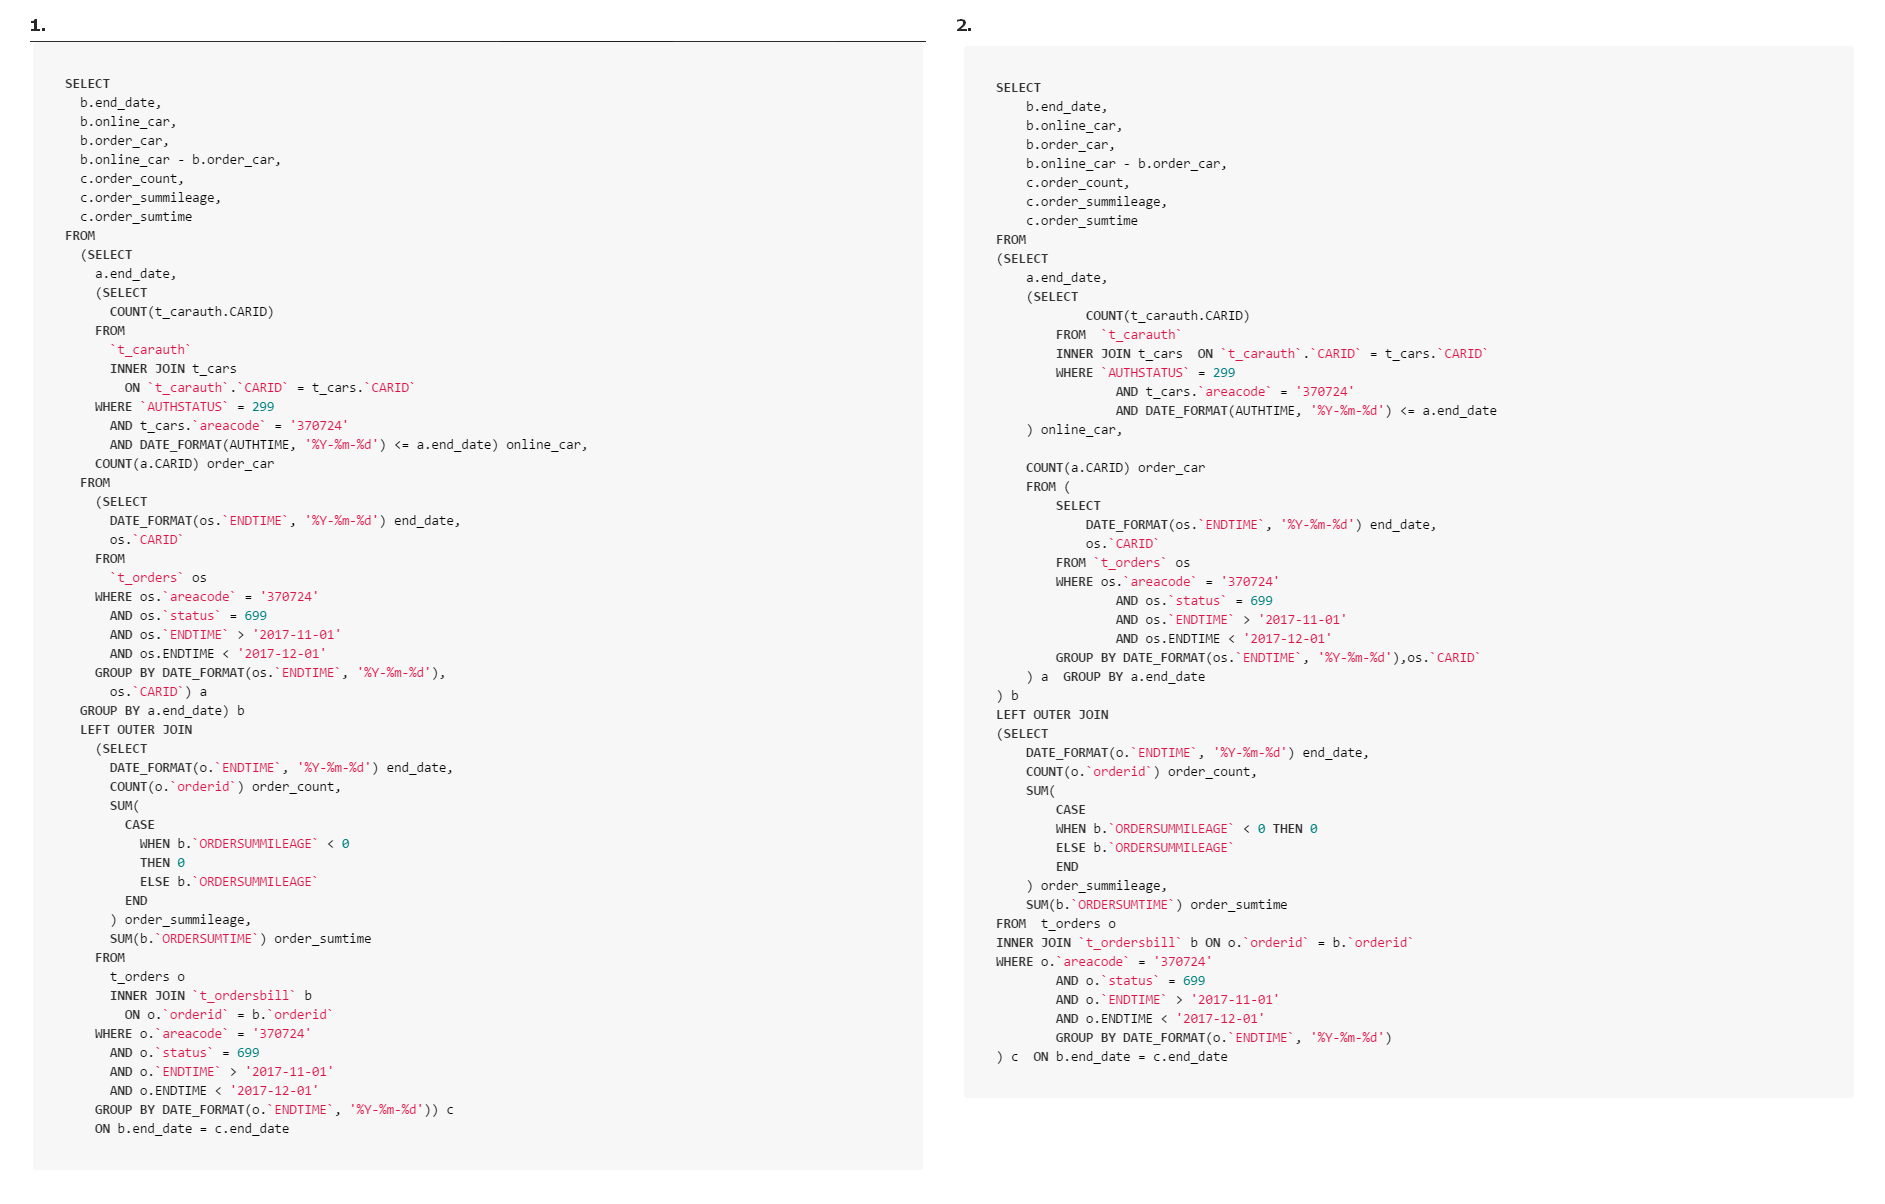 1.
SELECT
  b.end_date,
  b.online_car,
  b.order_car,
  b.online_car - b.order_car,
  c.order_count,
  c.order_summileage,
  c.order_sumtime
FROM
  (SELECT
    a.end_date,
    (SELECT
      COUNT(t_carauth.CARID)
    FROM
      `t_carauth`
      INNER JOIN t_cars
        ON `t_carauth`.`CARID` = t_cars.`CARID`
    WHERE `AUTHSTATUS` = 299
      AND t_cars.`areacode` = '370724'
      AND DATE_FORMAT(AUTHTIME, '%Y-%m-%d') <= a.end_date) online_car,
    COUNT(a.CARID) order_car
  FROM
    (SELECT
      DATE_FORMAT(os.`ENDTIME`, '%Y-%m-%d') end_date,
      os.`CARID`
    FROM
      `t_orders` os
    WHERE os.`areacode` = '370724'
      AND os.`status` = 699
      AND os.`ENDTIME` > '2017-11-01'
      AND os.ENDTIME < '2017-12-01'
    GROUP BY DATE_FORMAT(os.`ENDTIME`, '%Y-%m-%d'),
      os.`CARID`) a
  GROUP BY a.end_date) b
  LEFT OUTER JOIN
    (SELECT
      DATE_FORMAT(o.`ENDTIME`, '%Y-%m-%d') end_date,
      COUNT(o.`orderid`) order_count,
      SUM(
        CASE
          WHEN b.`ORDERSUMMILEAGE` < 0
          THEN 0
          ELSE b.`ORDERSUMMILEAGE`
        END
      ) order_summileage,
      SUM(b.`ORDERSUMTIME`) order_sumtime
    FROM
      t_orders o
      INNER JOIN `t_ordersbill` b
        ON o.`orderid` = b.`orderid`
    WHERE o.`areacode` = '370724'
      AND o.`status` = 699
      AND o.`ENDTIME` > '2017-11-01'
      AND o.ENDTIME < '2017-12-01'
    GROUP BY DATE_FORMAT(o.`ENDTIME`, '%Y-%m-%d')) c
    ON b.end_date = c.end_date
2.
SELECT
    b.end_date,
    b.online_car,
    b.order_car,
    b.online_car - b.order_car,
    c.order_count,
    c.order_summileage,
    c.order_sumtime
FROM
(SELECT
    a.end_date,
    (SELECT
            COUNT(t_carauth.CARID)
        FROM  `t_carauth`
        INNER JOIN t_cars  ON `t_carauth`.`CARID` = t_cars.`CARID`
        WHERE `AUTHSTATUS` = 299
                AND t_cars.`areacode` = '370724'
                AND DATE_FORMAT(AUTHTIME, '%Y-%m-%d') <= a.end_date
    ) online_car,
    COUNT(a.CARID) order_car
    FROM (
        SELECT
            DATE_FORMAT(os.`ENDTIME`, '%Y-%m-%d') end_date,
            os.`CARID`
        FROM `t_orders` os
        WHERE os.`areacode` = '370724'
                AND os.`status` = 699
                AND os.`ENDTIME` > '2017-11-01'
                AND os.ENDTIME < '2017-12-01'
        GROUP BY DATE_FORMAT(os.`ENDTIME`, '%Y-%m-%d'),os.`CARID`
    ) a  GROUP BY a.end_date
) b
LEFT OUTER JOIN
(SELECT
    DATE_FORMAT(o.`ENDTIME`, '%Y-%m-%d') end_date,
    COUNT(o.`orderid`) order_count,
    SUM(
        CASE
        WHEN b.`ORDERSUMMILEAGE` < 0 THEN 0
        ELSE b.`ORDERSUMMILEAGE`
        END
    ) order_summileage,
    SUM(b.`ORDERSUMTIME`) order_sumtime
FROM  t_orders o
INNER JOIN `t_ordersbill` b ON o.`orderid` = b.`orderid`
WHERE o.`areacode` = '370724'
        AND o.`status` = 699
        AND o.`ENDTIME` > '2017-11-01'
        AND o.ENDTIME < '2017-12-01'
        GROUP BY DATE_FORMAT(o.`ENDTIME`, '%Y-%m-%d')
) c  ON b.end_date = c.end_date